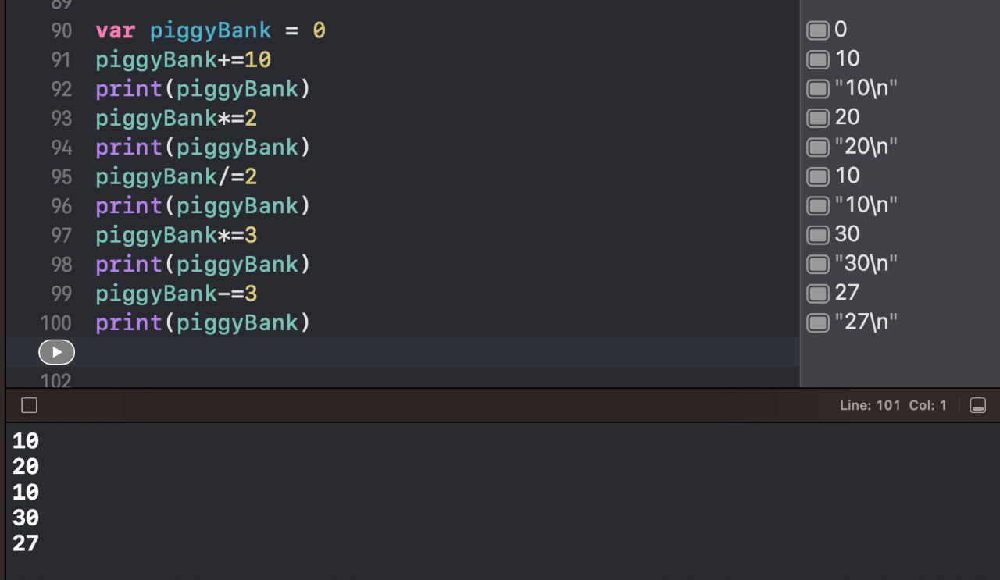 89
90 var piggyBank = 0 0
91 piggyBank+=10 10
92 print(piggyBank) "10\n"
93 piggyBank*=2 20
94 print(piggyBank) "20\n"
95 piggyBank/=2 10
96 print(piggyBank) "10\n"
97 piggyBank*=3 30
98 print(piggyBank) "30\n"
99 piggyBank-=3 27
100 print(piggyBank) "27\n"
102
Line: 101 Col: 1
10
20
10
30
27